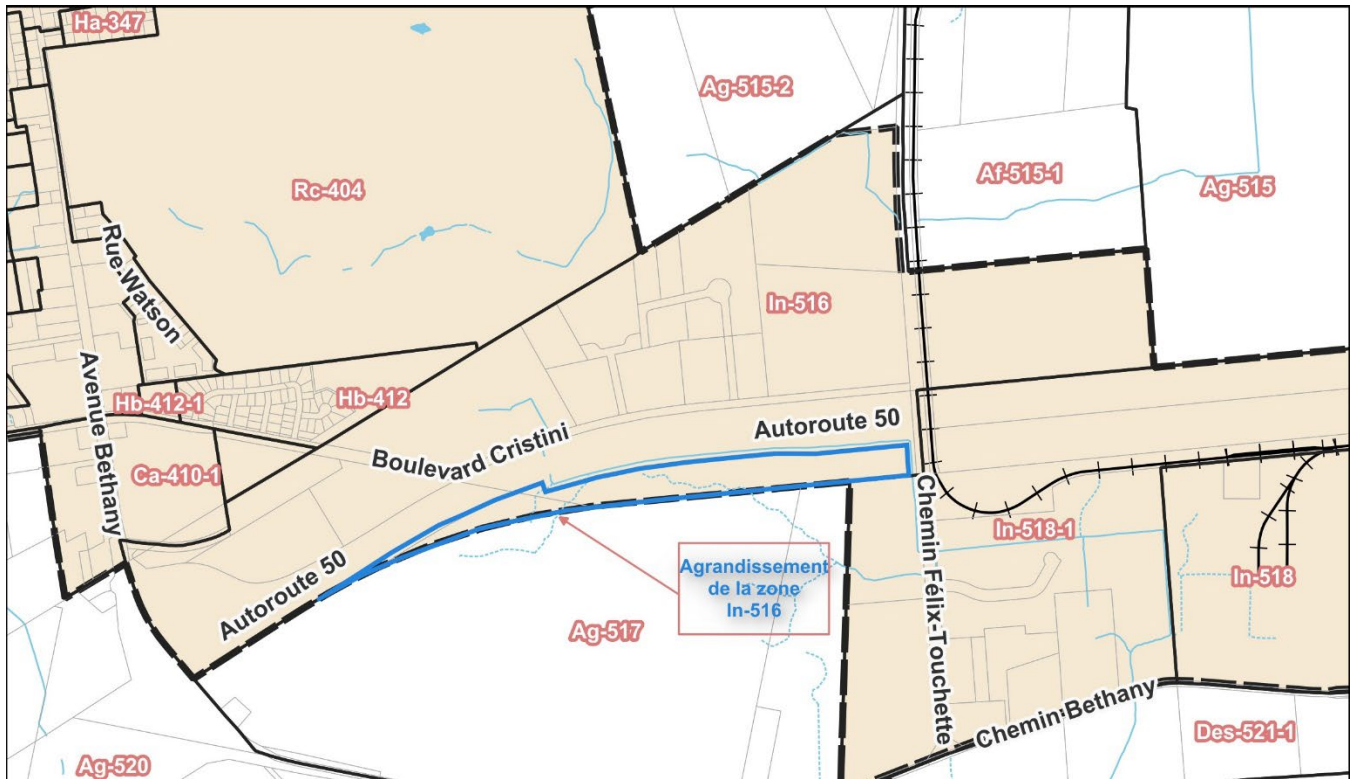 Ha-347
Ag-515-2
Af-515-1
Ag-515
Rc-404
Rue Watson
In-516
Avenue Bethany
Hb-412-1
Hb-412
Boulevard Cristini
Autoroute 50
Ca-410-1
Chemin Félix-Touchette
In-518-1
In-518
Autoroute 50
Agrandissement
de la zone
In-516
Ag-517
Chemin Bethany
Des-521-1
Ag-520